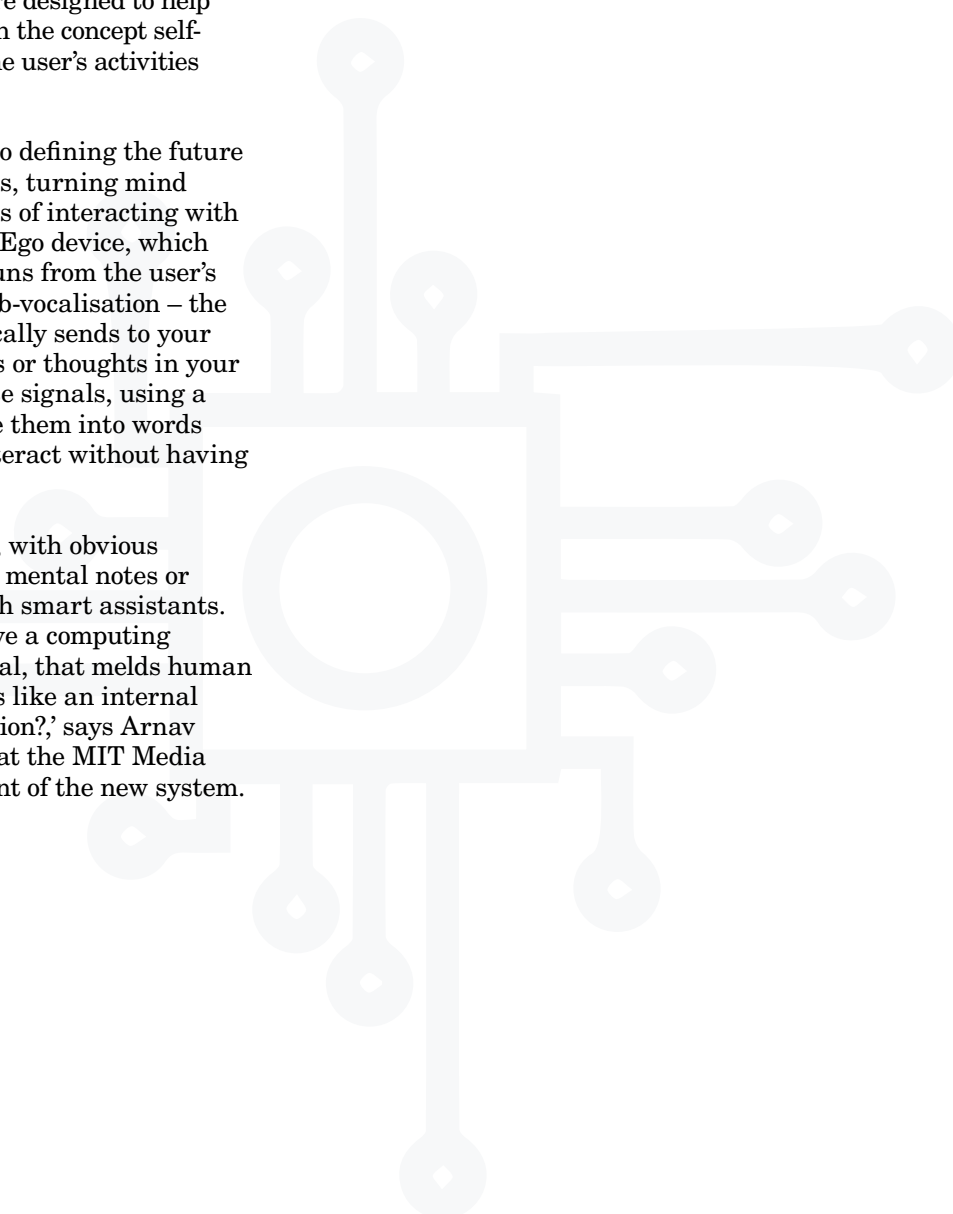 re designed to help
n the concept self-
e user’s activities
o defining the future
s, turning mind
s of interacting with
Ego device, which
uns from the user’s
b-vocalisation – the
cally sends to your
s or thoughts in your
e signals, using a
e them into words
teract without having
, with obvious
mental notes or
h smart assistants.
ve a computing
al, that melds human
s like an internal
ion?,’ says Arnav
at the MIT Media
nt of the new system.